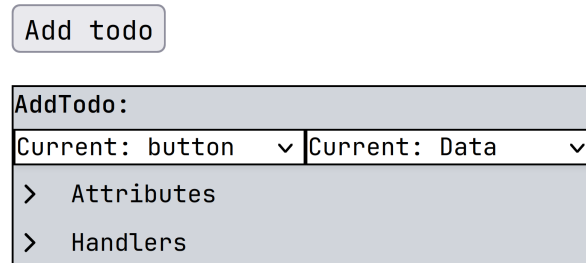 Add todo
AddTodo:
Current: button Current: Data
Attributes
Handlers